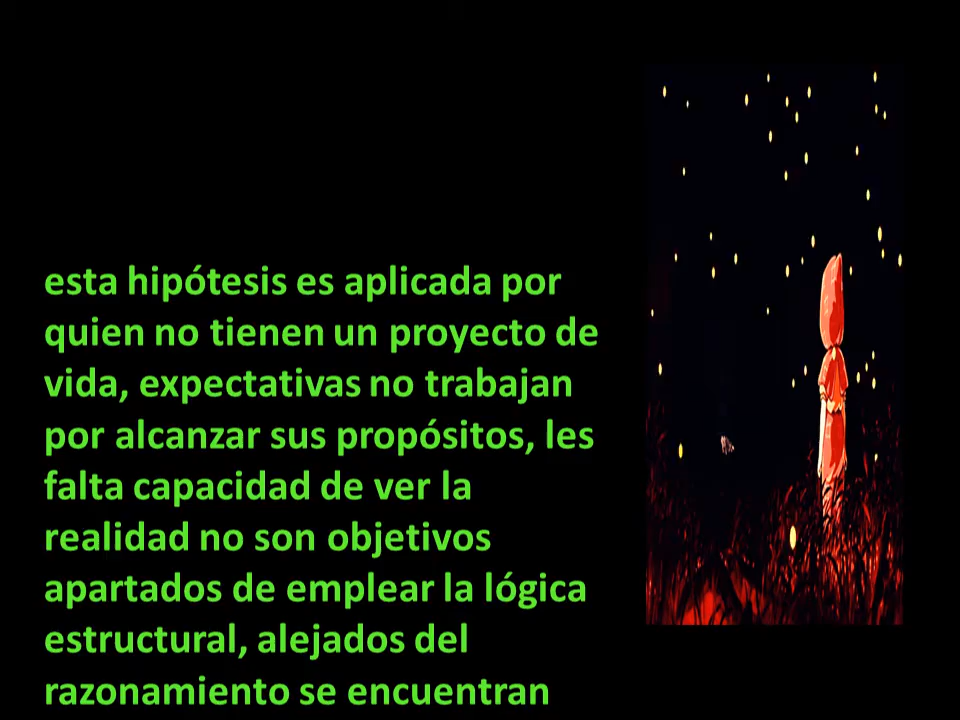 esta hipótesis es aplicada por
quien no tienen un proyecto de
vida, expectativas no trabajan
por alcanzar sus propósitos, les
falta capacidad de ver la
realidad no son objetivos
apartados de emplear la lógica
estructural, alejados del
razonamiento se encuentran